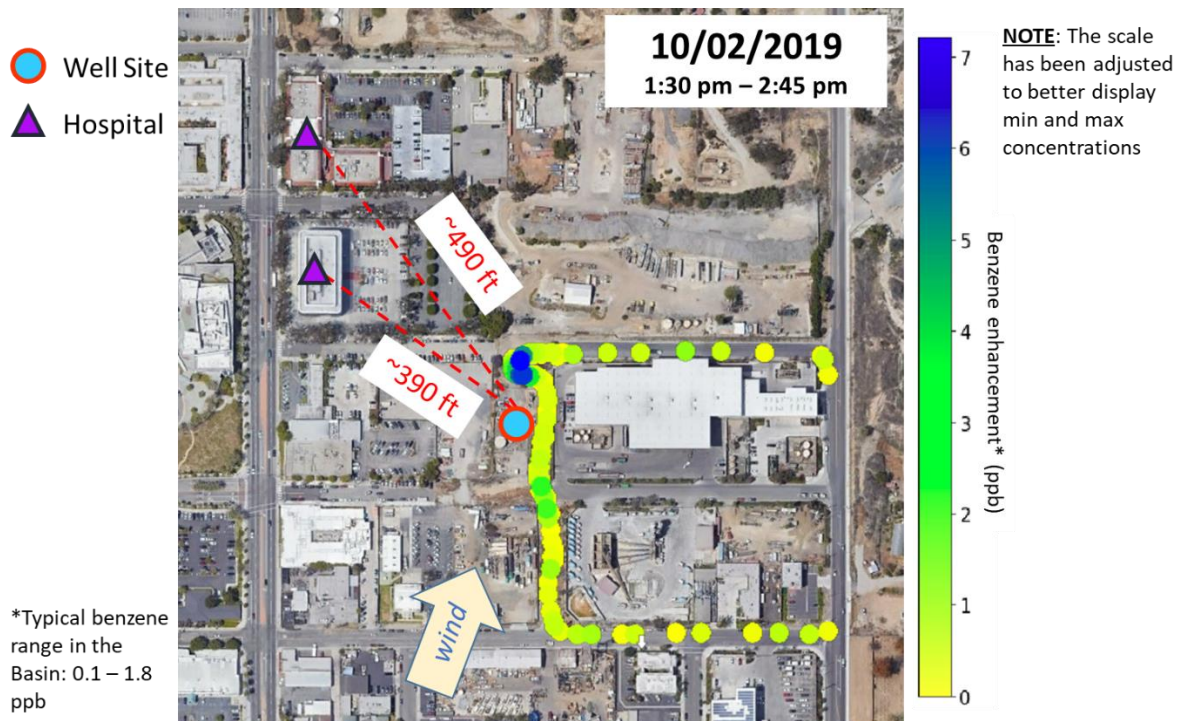 Well Site
Hospital
10/02/2019
1:30 pm – 2:45 pm
NOTE: The scale
has been adjusted
to better display
min and max
concentrations
~490 ft
~390 ft
wind
7
6
5
4
3
2
1
0
Benzene enhancement* (ppb)
*Typical benzene
range in the
Basin: 0.1 – 1.8
ppb